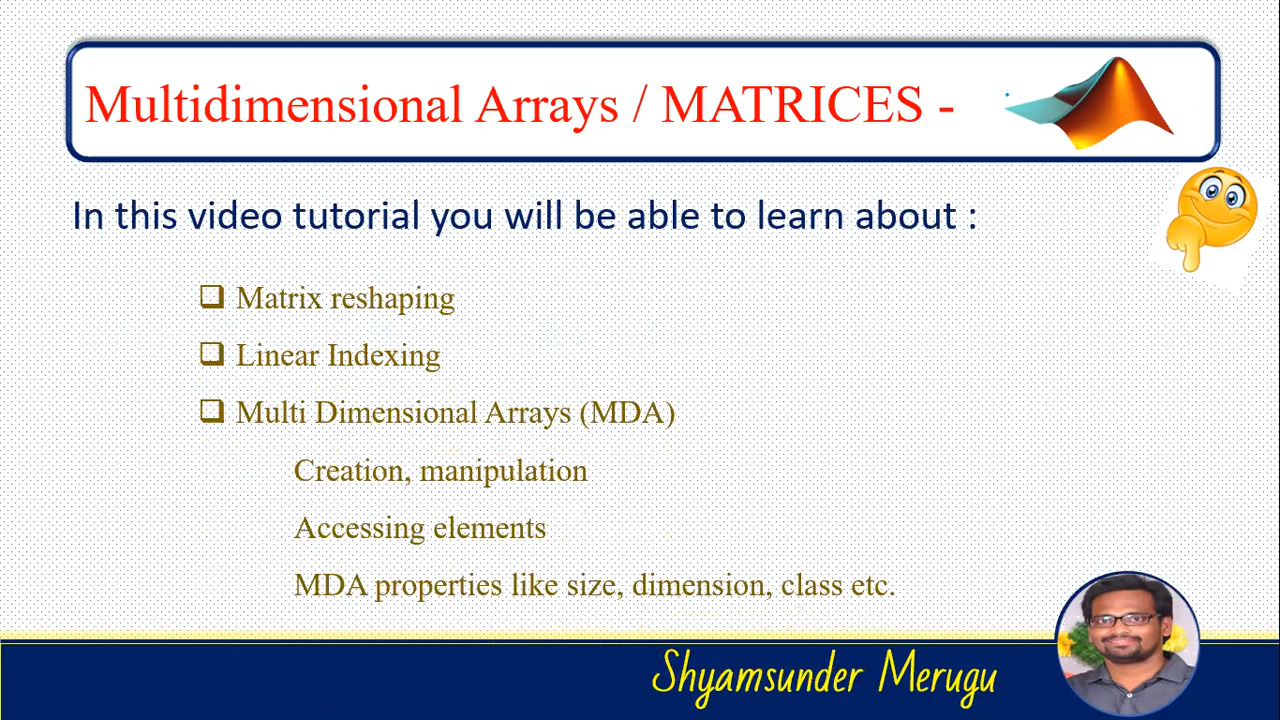 Multidimensional Arrays / MATRICES -
In this video tutorial you will be able to learn about :
Matrix reshaping
Linear Indexing
Multi Dimensional Arrays (MDA)
Creation, manipulation
Accessing elements
MDA properties like size, dimension, class etc.
Shyamsunder Merugu